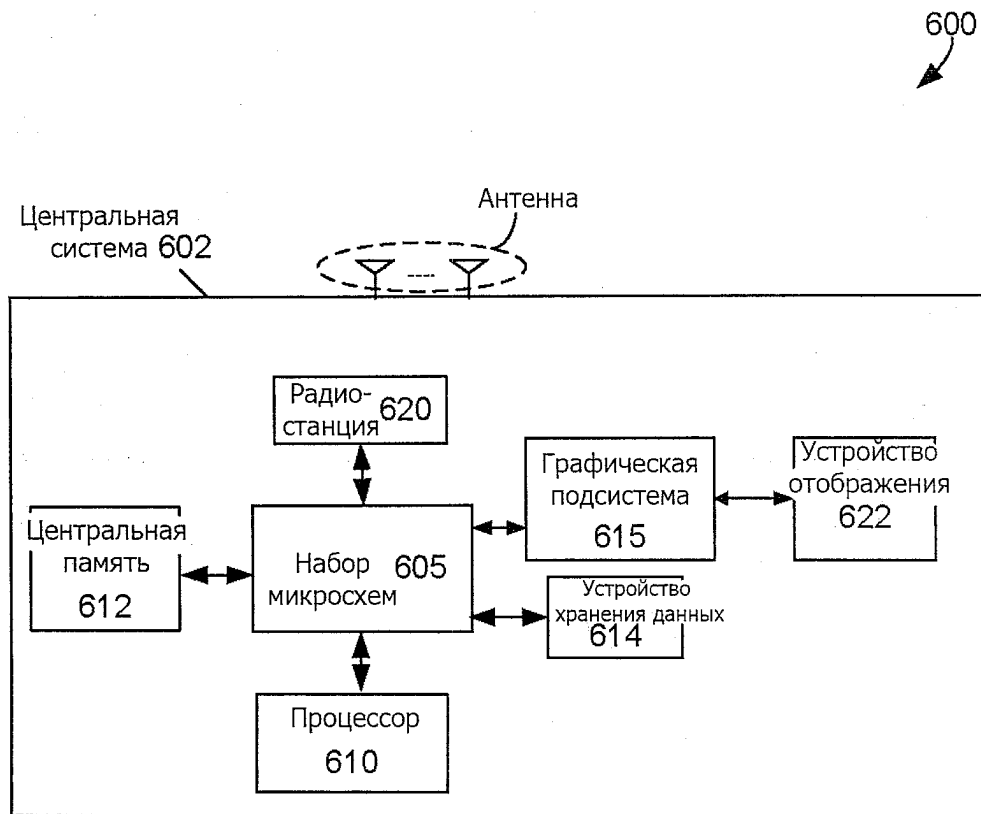 600
Антенна
Центральная
система 602
Радио-
станция 620
Графическая
подсистема
615
Устройство
отображения
622
Центральная
память
612
Набор
микросхем 605
Устройство
хранения данных
614
Процессор
610